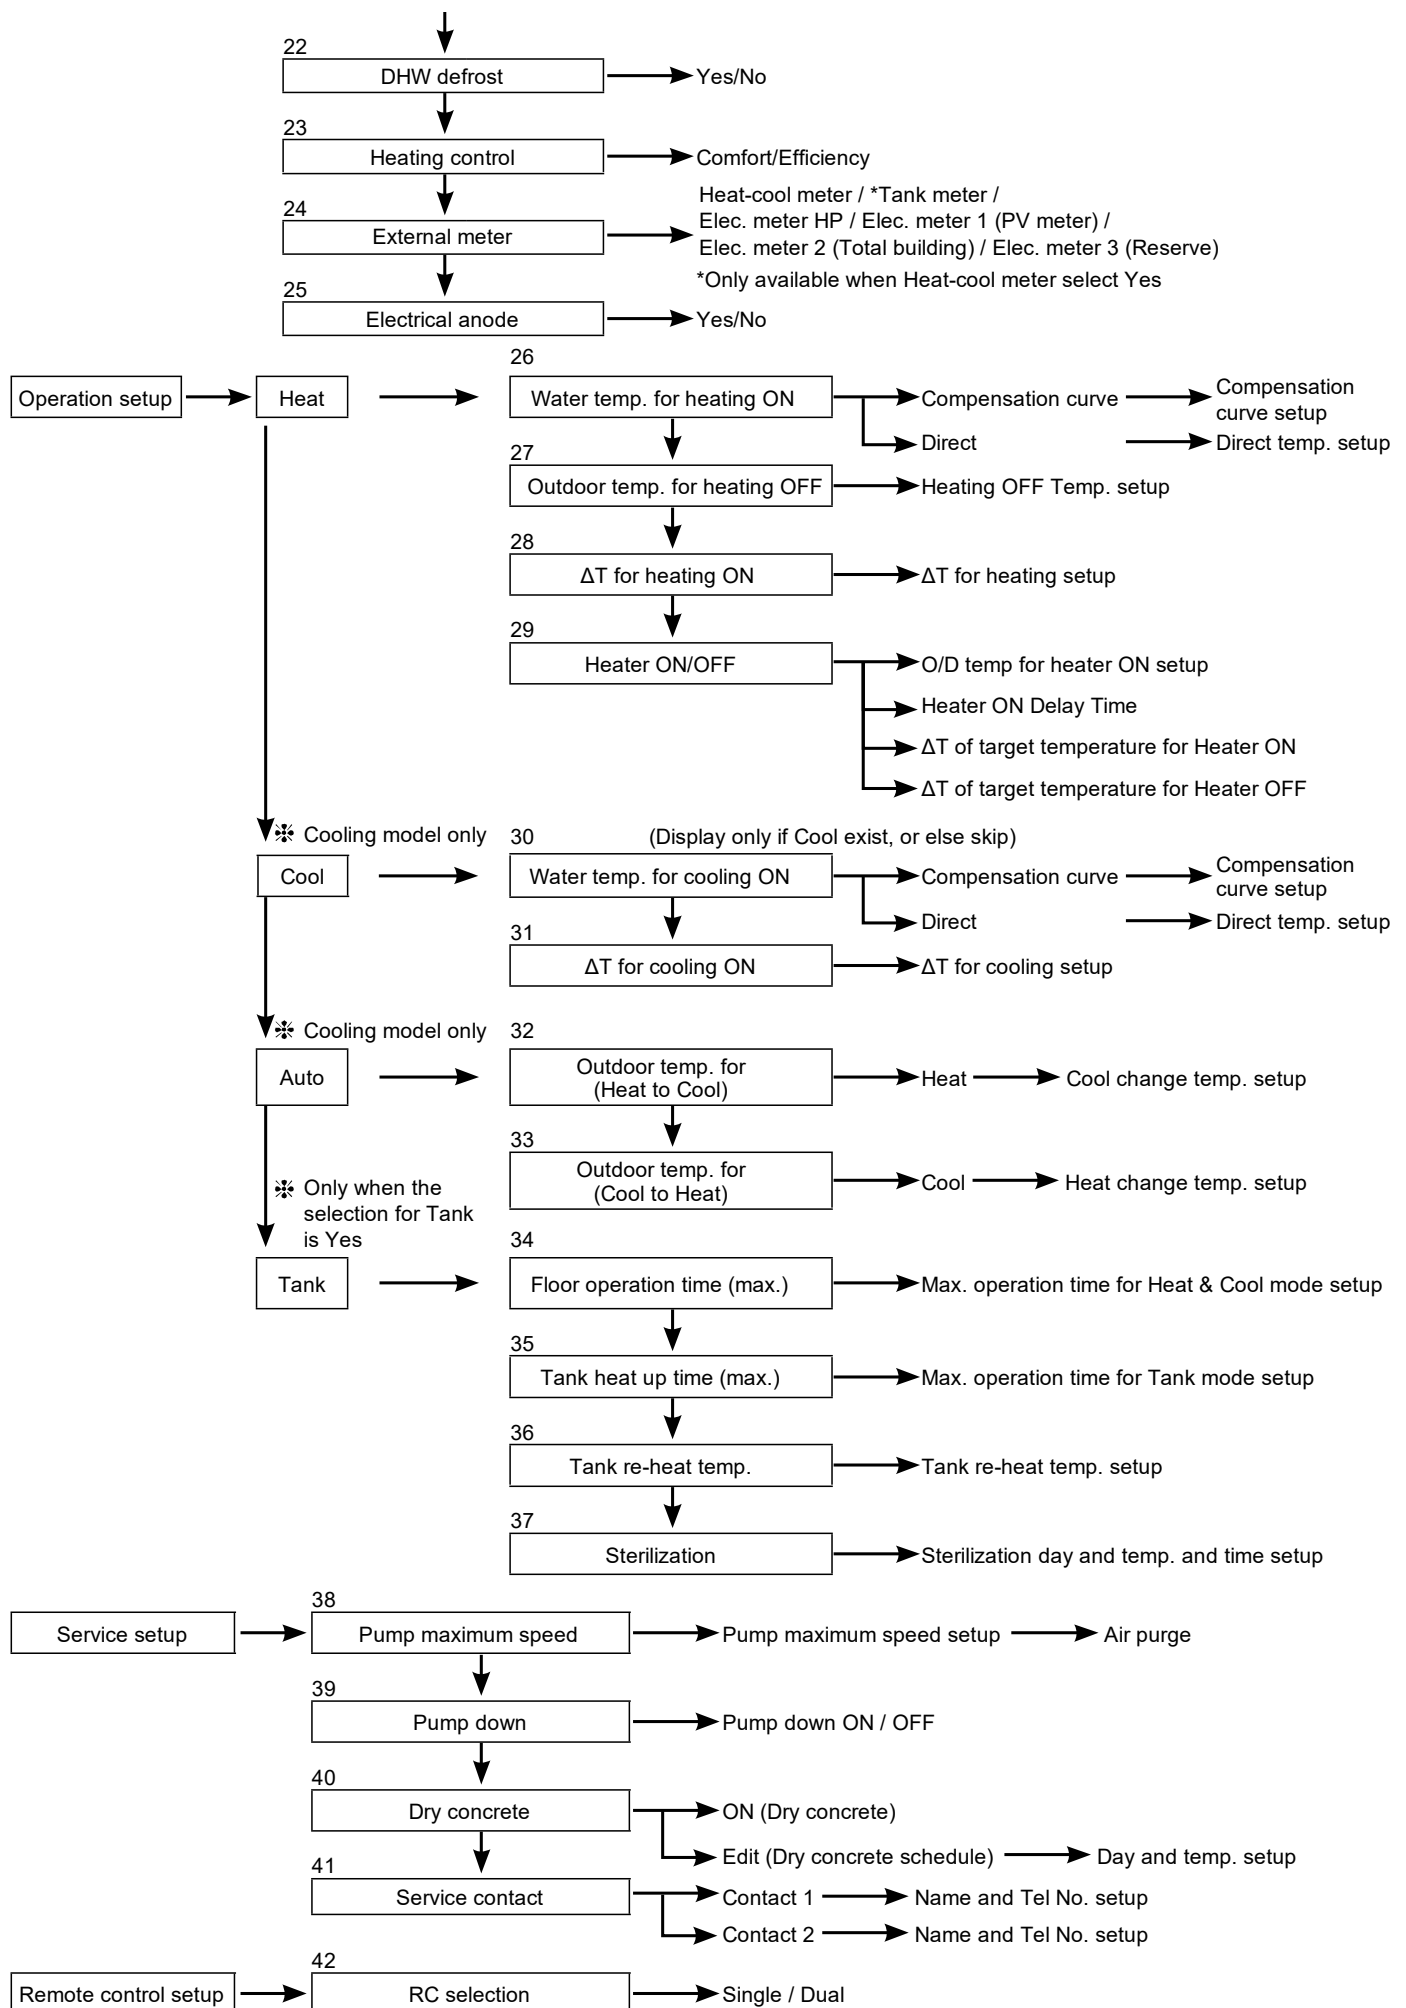 22
DHW defrost
Yes/No
23
Heating control
Comfort/Efficiency
24
External meter
Heat-cool meter / *Tank meter /
Elec. meter HP / Elec. meter 1 (PV meter) /
Elec. meter 2 (Total building) / Elec. meter 3 (Reserve)
*Only available when Heat-cool meter select Yes
25
Electrical anode
Yes/No
Operation setup
Heat
26
Water temp. for heating ON
Compensation curve
Compensation
curve setup
Direct
Direct temp. setup
27
Outdoor temp. for heating OFF
Heating OFF Temp. setup
28
ΔT for heating ON
ΔT for heating setup
29
Heater ON/OFF
O/D temp for heater ON setup
Heater ON Delay Time
ΔT of target temperature for Heater ON
ΔT of target temperature for Heater OFF
※ Cooling model only
Cool
30
(Display only if Cool exist, or else skip)
Water temp. for cooling ON
Compensation curve
Compensation
curve setup
Direct
Direct temp. setup
31
ΔT for cooling ON
ΔT for cooling setup
※ Cooling model only
Auto
32
Outdoor temp. for
(Heat to Cool)
Heat
Cool change temp. setup
33
Outdoor temp. for
(Cool to Heat)
Cool
Heat change temp. setup
※ Only when the
selection for Tank
is Yes
Tank
34
Floor operation time (max.)
Max. operation time for Heat & Cool mode setup
35
Tank heat up time (max.)
Max. operation time for Tank mode setup
36
Tank re-heat temp.
Tank re-heat temp. setup
37
Sterilization
Sterilization day and temp. and time setup
Service setup
38
Pump maximum speed
Pump maximum speed setup
Air purge
39
Pump down
Pump down ON / OFF
40
Dry concrete
ON (Dry concrete)
Edit (Dry concrete schedule)
Day and temp. setup
41
Service contact
Contact 1
Name and Tel No. setup
Contact 2
Name and Tel No. setup
Remote control setup
42
RC selection
Single / Dual